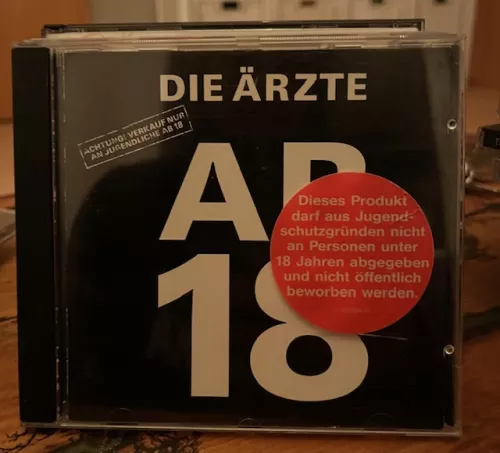 DIE ÄRZTE
ACHTUNG! VERKAUF NUR
AN JUGENDLICHE AB 18
AB
18
Dieses Produkt
darf aus Jugend-
schutzgründen nicht
an Personen unter
18 Jahren abgegeben
und nicht öffentlich
beworben werden.